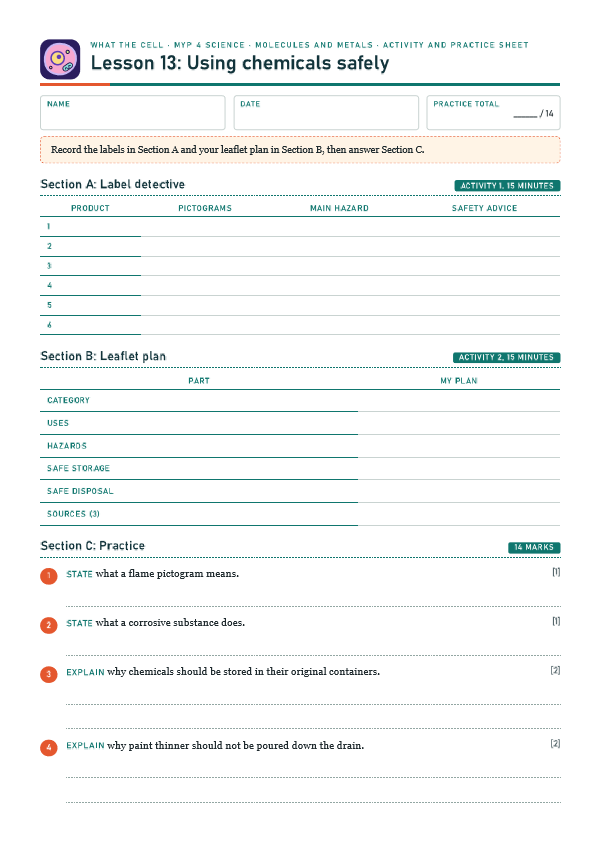 WHAT THE CELL · MYP 4 SCIENCE · MOLECULES AND METALS · ACTIVITY AND PRACTICE SHEET
Lesson 13: Using chemicals safely
NAME DATE PRACTICE TOTAL
_____ / 14
Record the labels in Section A and your leaflet plan in Section B, then answer Section C.
Section A: Label detective ACTIVITY 1, 15 MINUTES
PRODUCT PICTOGRAMS MAIN HAZARD SAFETY ADVICE
1
2
3
4
5
6
Section B: Leaflet plan ACTIVITY 2, 15 MINUTES
PART MY PLAN
CATEGORY
USES
HAZARDS
SAFE STORAGE
SAFE DISPOSAL
SOURCES (3)
Section C: Practice 14 MARKS
1 STATE what a flame pictogram means. [1]
2 STATE what a corrosive substance does. [1]
3 EXPLAIN why chemicals should be stored in their original containers. [2]
4 EXPLAIN why paint thinner should not be poured down the drain. [2]